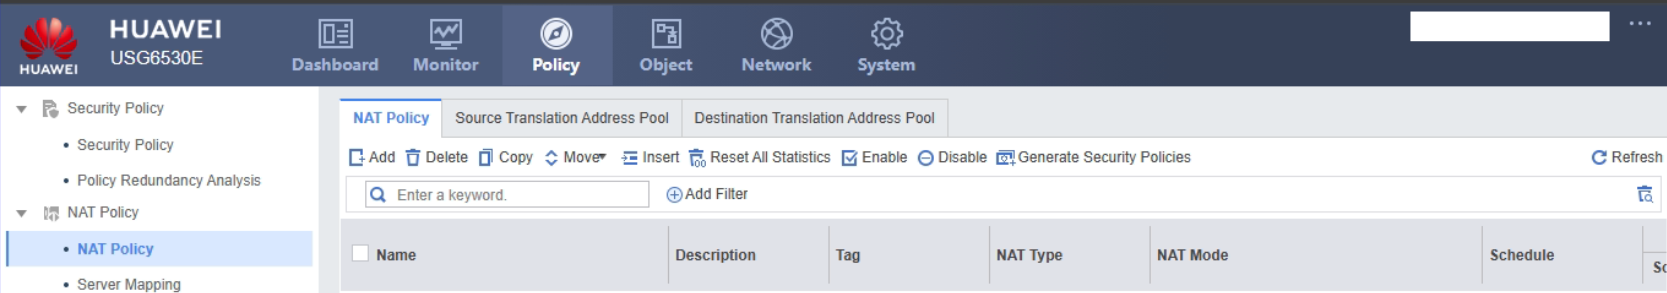 HUAWEI
HUAWEI
USG6530E
Dashboard Monitor Policy Object Network System
Security Policy
Security Policy
Policy Redundancy Analysis
NAT Policy
NAT Policy
Server Mapping
NAT Policy Source Translation Address Pool Destination Translation Address Pool
Add Delete Copy Move Insert Reset All Statistics Enable Disable Generate Security Policies Refresh
Enter a keyword. Add Filter
Name Description Tag NAT Type NAT Mode Schedule